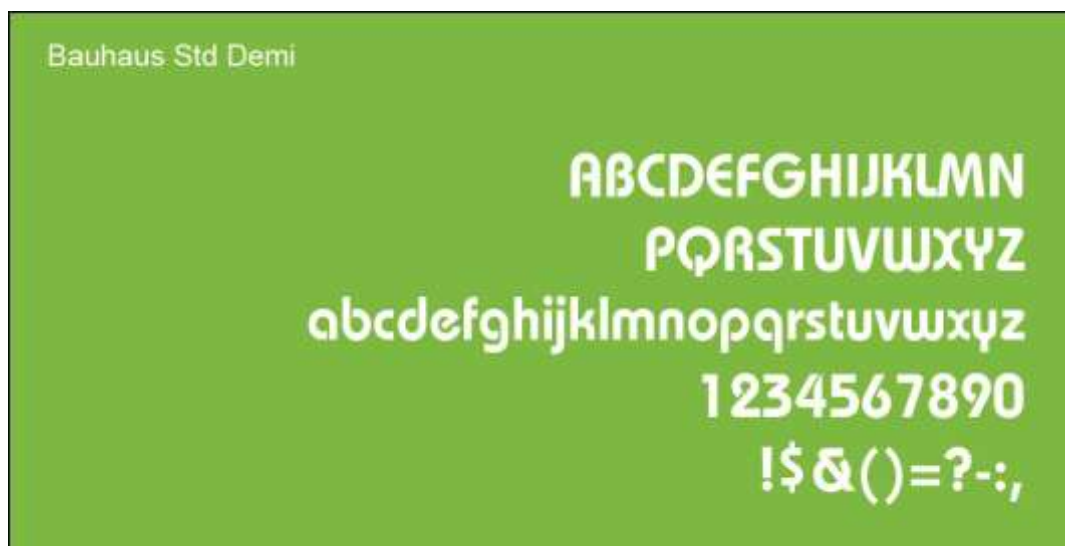 Bauhaus Std Demi
ABCDEFGHIJKLMN
PQRSTUVWXYZ
abcdefghijklmnopqrstuvwxyz
1234567890
!$&()=?-:,